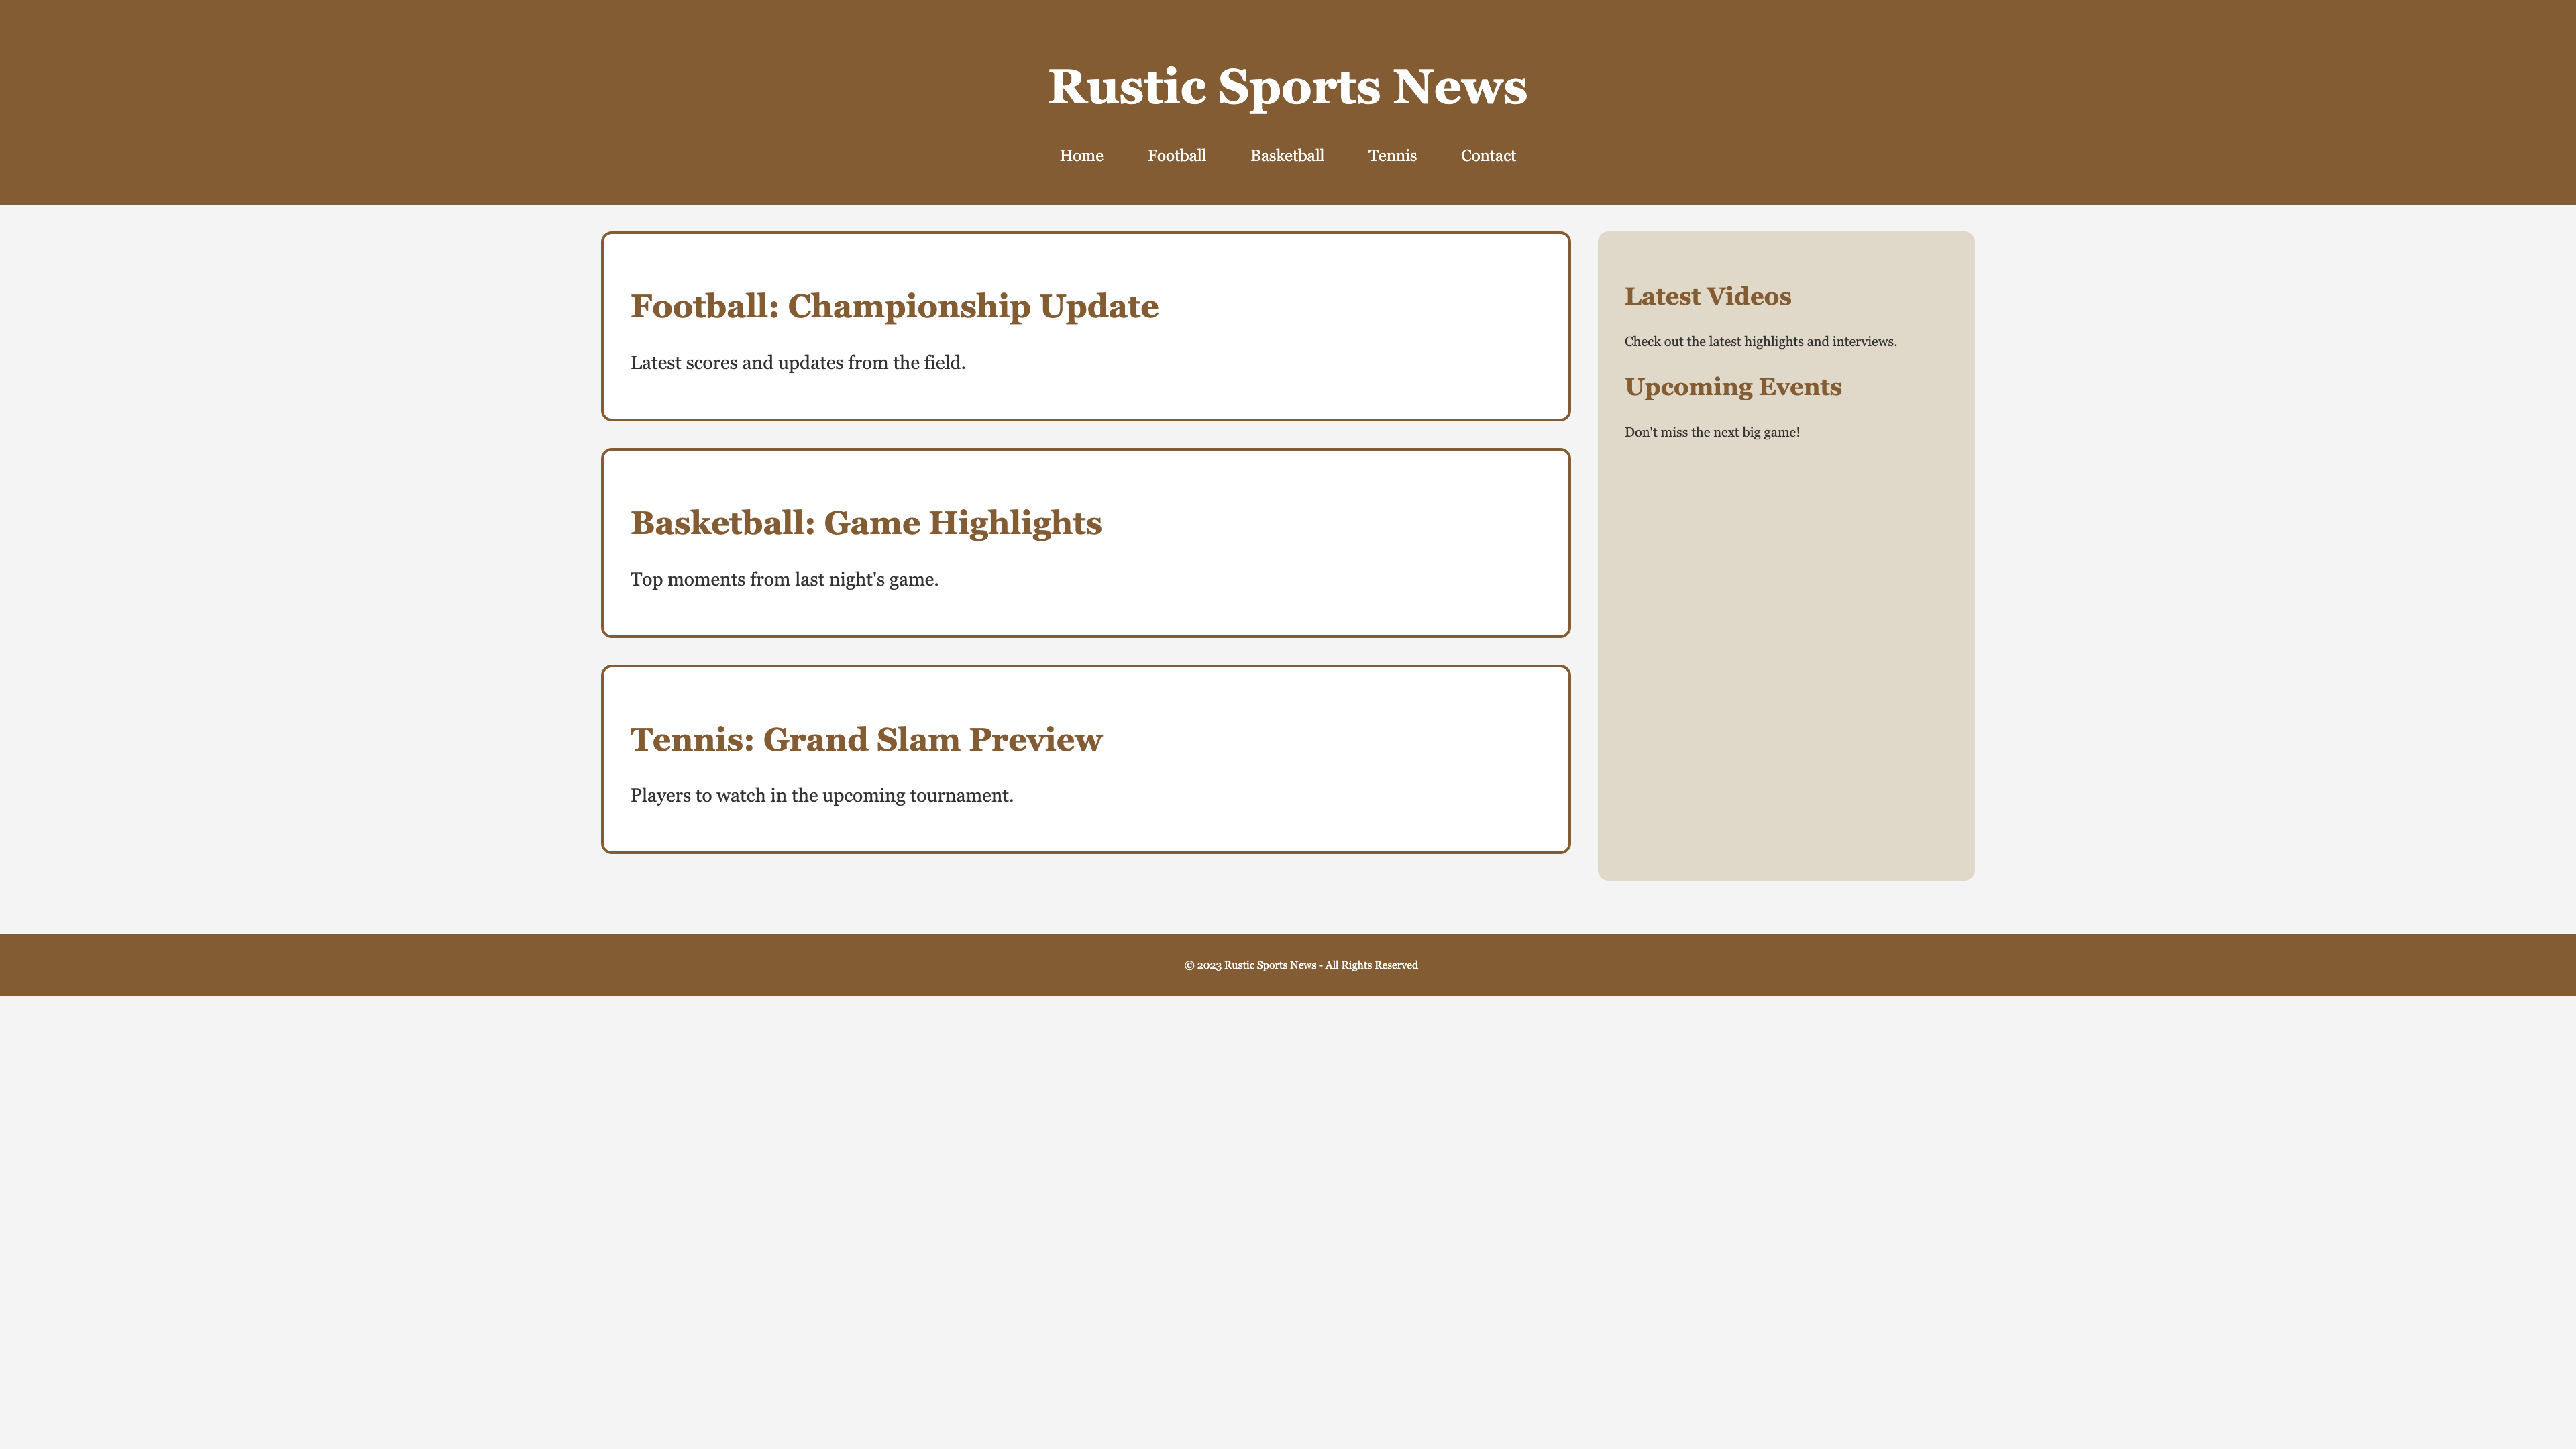 Rustic Sports News
Home Football Basketball Tennis Contact
Football: Championship Update
Latest scores and updates from the field.
Basketball: Game Highlights
Top moments from last night's game.
Tennis: Grand Slam Preview
Players to watch in the upcoming tournament.
Latest Videos
Check out the latest highlights and interviews.
Upcoming Events
Don't miss the next big game!
© 2023 Rustic Sports News - All Rights Reserved